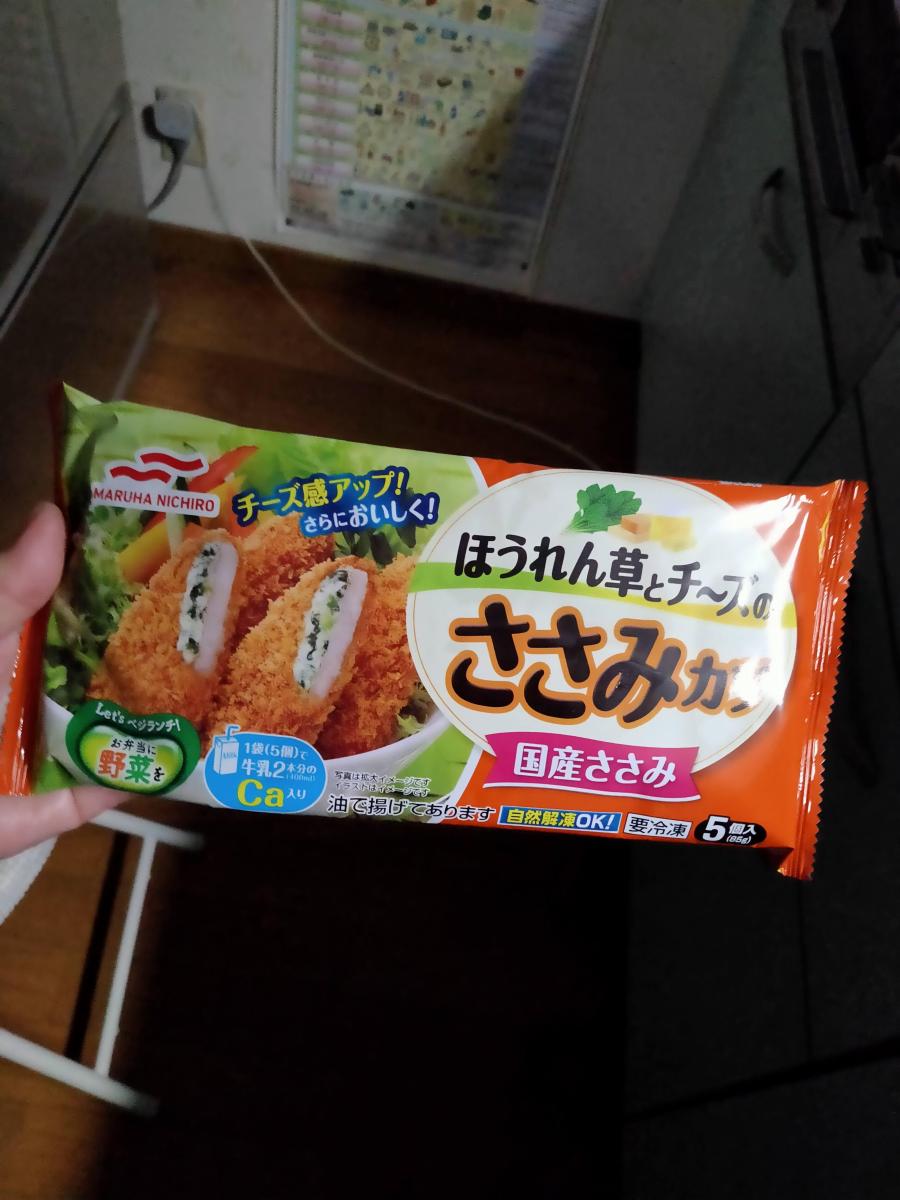 MARUHA NICHIRO
チーズ感アップ!
さらにおいしく!
ほうれん草とチーズの
ささみカツ
国産ささみ
Let's ベジランチ!
お弁当に
野菜を
MILK
1袋(5個)で
牛乳2本分の
(400ml)
Ca入り
写真は拡大イメージです
イラストはイメージです
油で揚げてあります
自然解凍OK!
要冷凍
5個入
(85g)